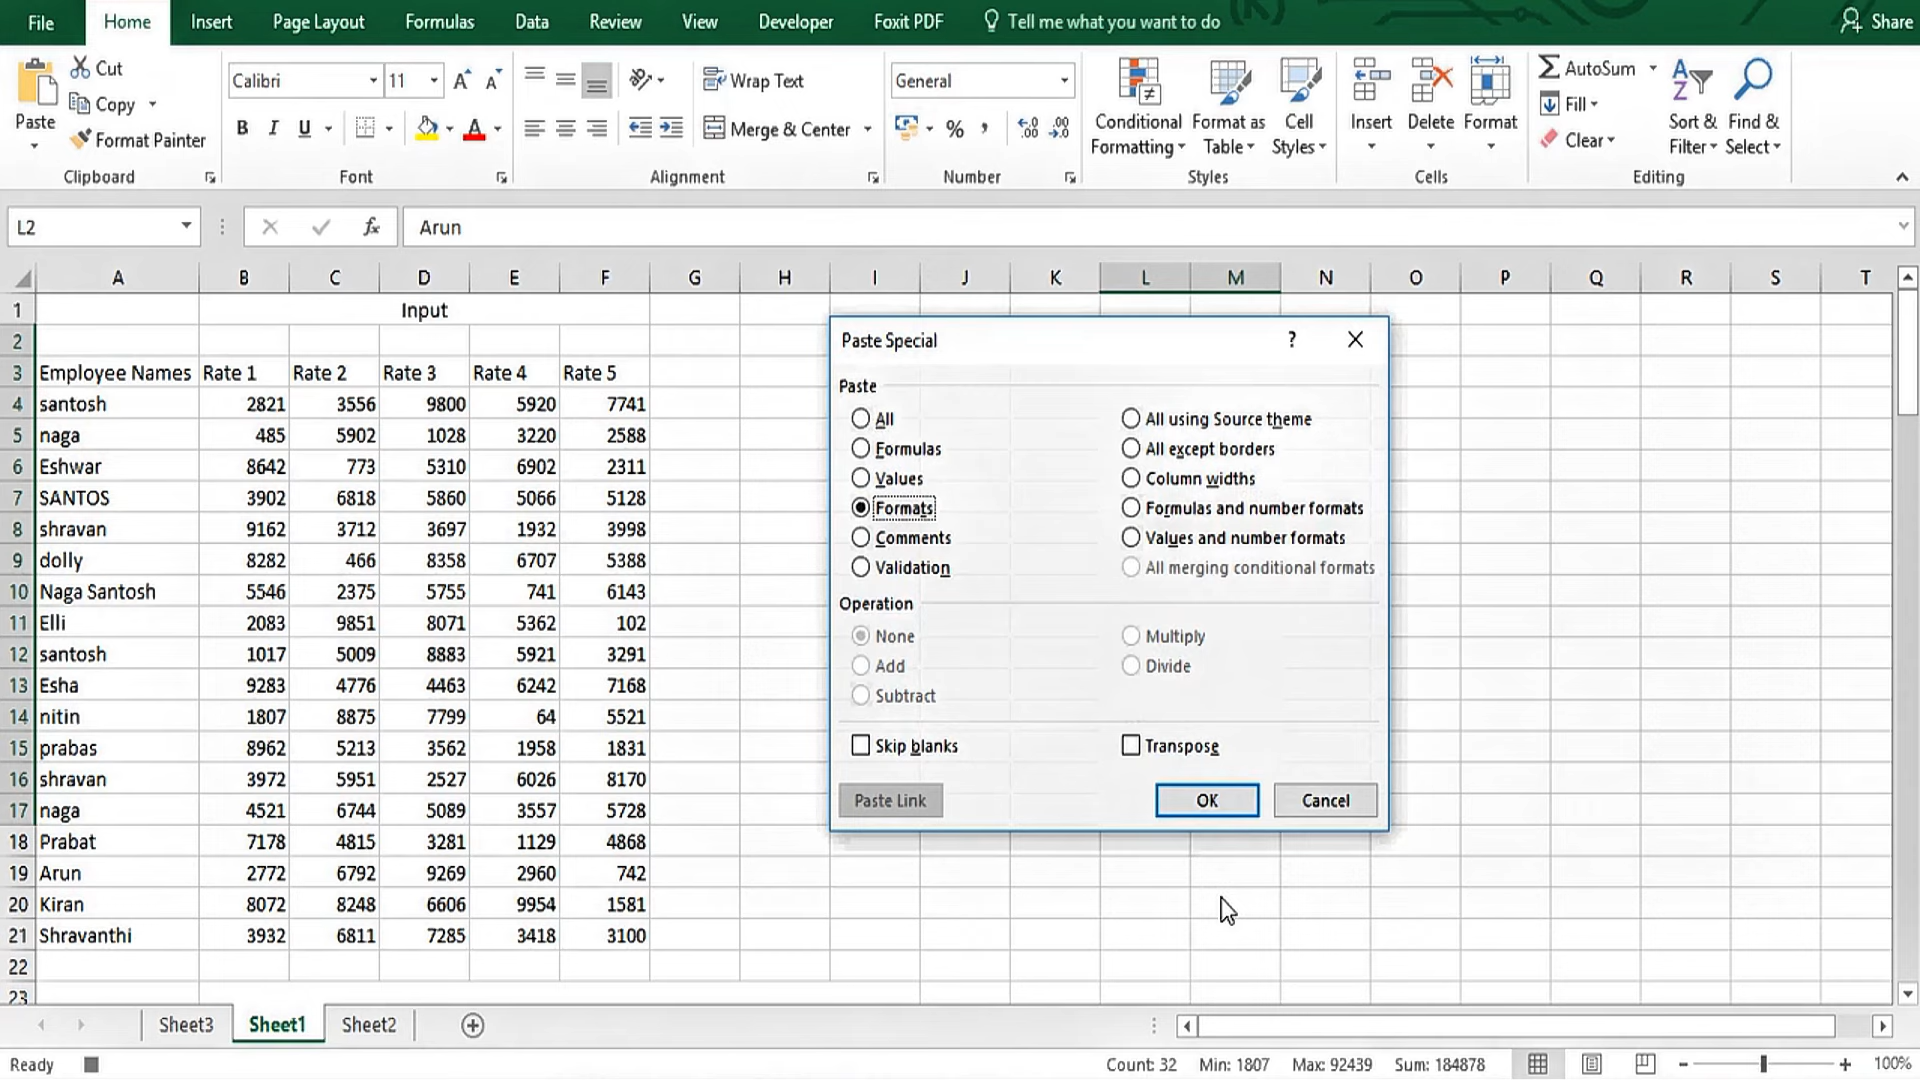 File Home Insert Page Layout Formulas Data Review View Developer Foxit PDF Tell me what you want to do Share
Paste Cut Copy Format Painter
Clipboard
Calibri 11
B I U
Font
Wrap Text
Merge & Center
Alignment
General
%
Number
Conditional Formatting Format as Table Cell Styles
Styles
Insert Delete Format
Cells
AutoSum
Fill
Clear
Sort & Filter Find & Select
Editing
L2 fx Arun
A B C D E F G H I J K L M N O P Q R S T
1 Input
2
3 Employee Names Rate 1 Rate 2 Rate 3 Rate 4 Rate 5
4 santosh 2821 3556 9800 5920 7741
5 naga 485 5902 1028 3220 2588
6 Eshwar 8642 773 5310 6902 2311
7 SANTOS 3902 6818 5860 5066 5128
8 shravan 9162 3712 3697 1932 3998
9 dolly 8282 466 8358 6707 5388
10 Naga Santosh 5546 2375 5755 741 6143
11 Elli 2083 9851 8071 5362 102
12 santosh 1017 5009 8883 5921 3291
13 Esha 9283 4776 4463 6242 7168
14 nitin 1807 8875 7799 64 5521
15 prabas 8962 5213 3562 1958 1831
16 shravan 3972 5951 2527 6026 8170
17 naga 4521 6744 5089 3557 5728
18 Prabat 7178 4815 3281 1129 4868
19 Arun 2772 6792 9269 2960 742
20 Kiran 8072 8248 6606 9954 1581
21 Shravanthi 3932 6811 7285 3418 3100
22
23
Paste Special ?
Paste
All All using Source theme
Formulas All except borders
Values Column widths
Formats Formulas and number formats
Comments Values and number formats
Validation All merging conditional formats
Operation
None Multiply
Add Divide
Subtract
Skip blanks Transpose
Paste Link OK Cancel
Sheet3 Sheet1 Sheet2
Ready Count: 32 Min: 1807 Max: 92439 Sum: 184878 100%